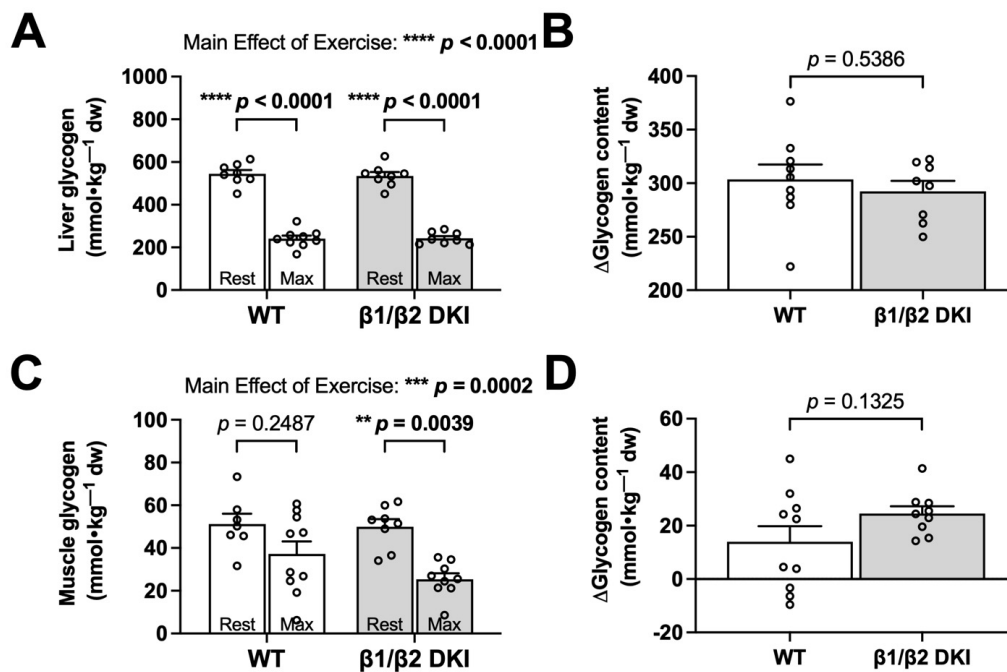 A
Main Effect of Exercise: **** p < 0.0001
Liver glycogen
(mmol•kg—1 dw)
1000
800
600
400
200
0
**** p < 0.0001
**** p < 0.0001
Rest
Max
Rest
Max
WT
β1/β2 DKI
B
p = 0.5386
ΔGlycogen content
(mmol•kg—1 dw)
400
350
300
250
200
WT
β1/β2 DKI
C
Main Effect of Exercise: *** p = 0.0002
Muscle glycogen
(mmol•kg—1 dw)
100
80
60
40
20
0
p = 0.2487
** p = 0.0039
Rest
Max
Rest
Max
WT
β1/β2 DKI
D
p = 0.1325
ΔGlycogen content
(mmol•kg—1 dw)
60
40
20
0
-20
WT
β1/β2 DKI